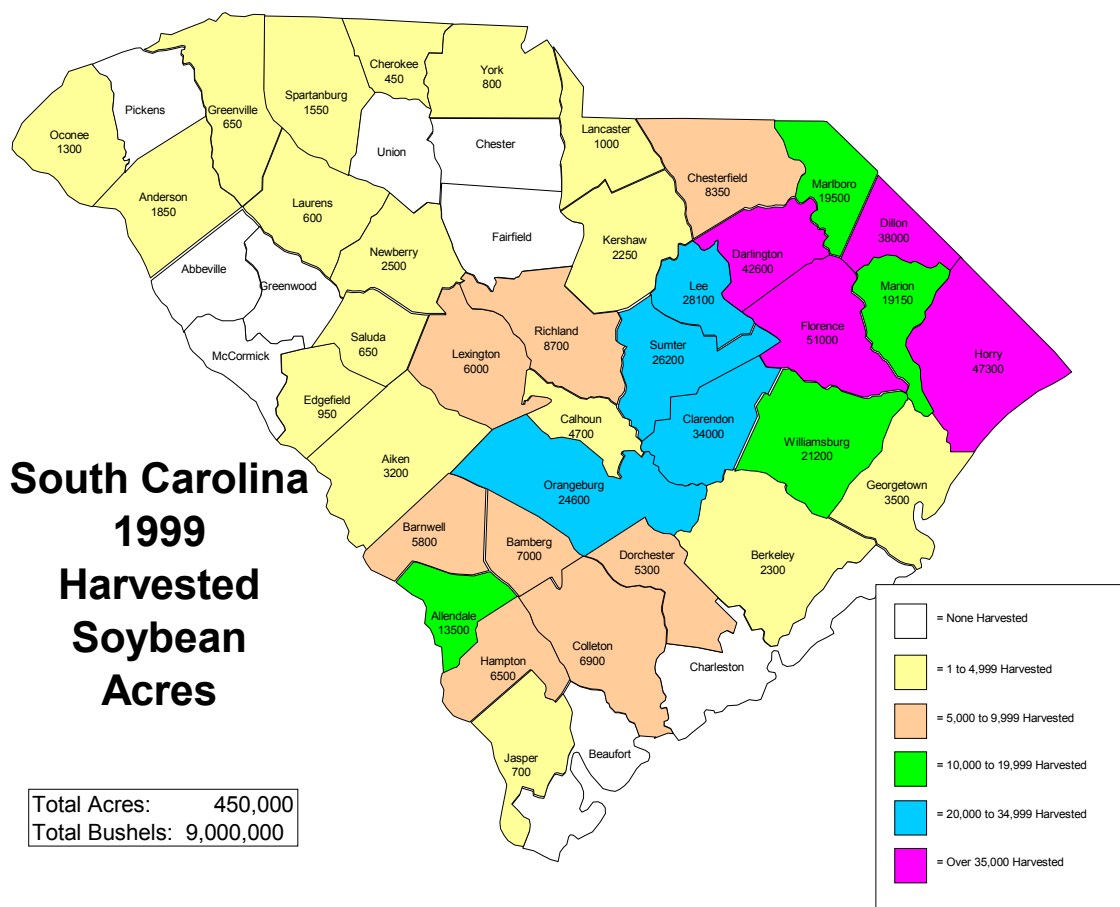 Cherokee
450
York
800
Pickens
Spartanburg
1550
Greenville
650
Oconee
1300
Union
Chester
Lancaster
1000
Chesterfield
8350
Marlboro
19500
Anderson
1850
Laurens
600
Dillon
38000
Fairfield
Kershaw
2250
Darlington
42600
Newberry
2500
Abbeville
Greenwood
Lee
28100
Marion
19150
Saluda
650
Richland
8700
Florence
51000
McCormick
Lexington
6000
Sumter
26200
Horry
47300
Edgefield
950
Calhoun
4700
Clarendon
34000
Williamsburg
21200
Aiken
3200
Orangeburg
24600
Georgetown
3500
Barnwell
5800
Bamberg
7000
Dorchester
5300
Berkeley
2300
Allendale
13500
Colleton
6900
Hampton
6500
Charleston
Jasper
700
Beaufort
South Carolina
1999
Harvested
Soybean
Acres
Total Acres: 450,000
Total Bushels: 9,000,000
= None Harvested
= 1 to 4,999 Harvested
= 5,000 to 9,999 Harvested
= 10,000 to 19,999 Harvested
= 20,000 to 34,999 Harvested
= Over 35,000 Harvested